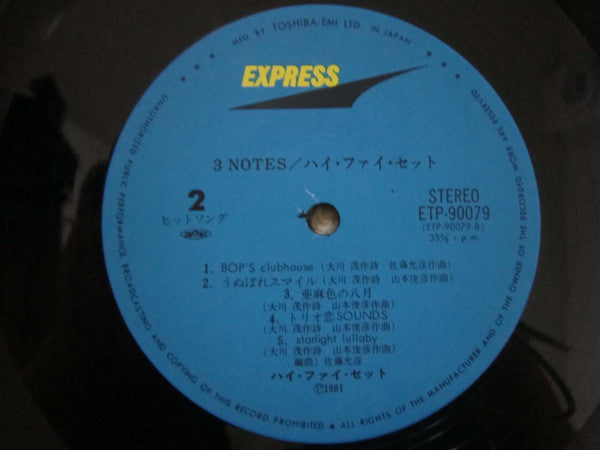 MFD. BY TOSHIBA-EMI LTD. IN JAPAN
EXPRESS
3 NOTES/ハイ・ファイ・セット
2
ヒットソング
STEREO
ETP-90079
(ETP-90079-B)
33⅓ r.p.m.
1. BOP'S clubhouse (大川 茂作詩 佐藤允彦作曲)
2. うぬぼれスマイル (大川 茂作詩 山本俊彦作曲)
3. 亜麻色の八月
(大川 茂作詩 山本俊彦作曲)
4. トリオ恋SOUNDS
(大川 茂作詩 山本俊彦作曲)
5. starlight lullaby
(大川 茂作詩 山本俊彦作曲)
編曲) 佐藤允彦
ハイ・ファイ・セット
Ⓟ1981
UNAUTHORIZED PUBLIC PERFORMANCE, BROADCASTING AND COPYING OF THIS RECORD PROHIBITED ★ ALL RIGHTS OF THE MANUFACTURER AND OF THE OWNER OF THE RECORDED WORK ARE RESERVED